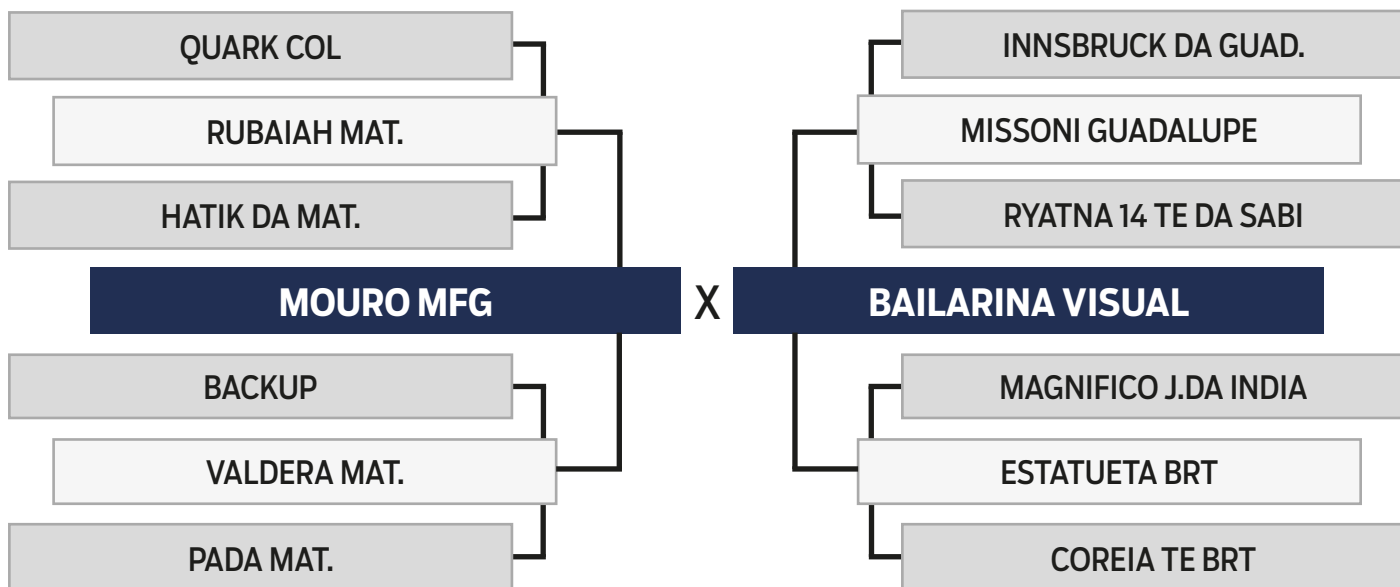 QUARK COL
RUBAIAH MAT.
HATIK DA MAT.
INNSBRUCK DA GUAD.
MISSONI GUADALUPE
RYATNA 14 TE DA SABI
MOURO MFG X BAILARINA VISUAL
BACKUP
VALDERA MAT.
PADA MAT.
MAGNIFICO J.DA INDIA
ESTATUETA BRT
COREIA TE BRT